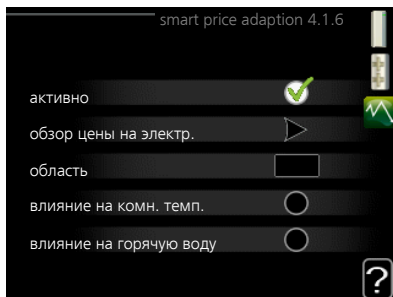 smart price adaption 4.1.6
активно
обзор цены на электр.
область
влияние на комн. темп.
влияние на горячую воду
?